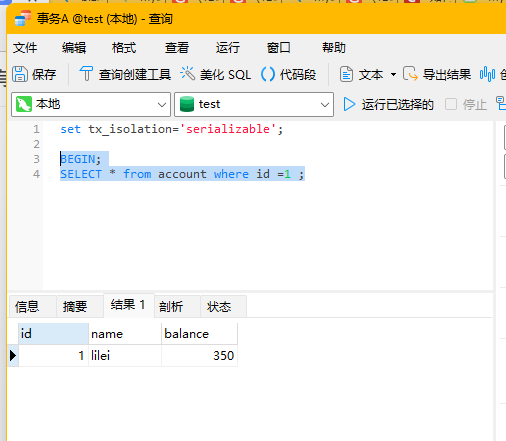 事务A @test (本地) - 查询
文件 编辑 格式 查看 运行 窗口 帮助
保存 查询创建工具 美化 SQL 代码段 文本 导出结果
本地 test 运行已选择的 停止
1 set tx_isolation='serializable';
2
3 BEGIN;
4 SELECT * from account where id =1 ;
信息 摘要 结果 1 剖析 状态
id name balance
1 lilei 350